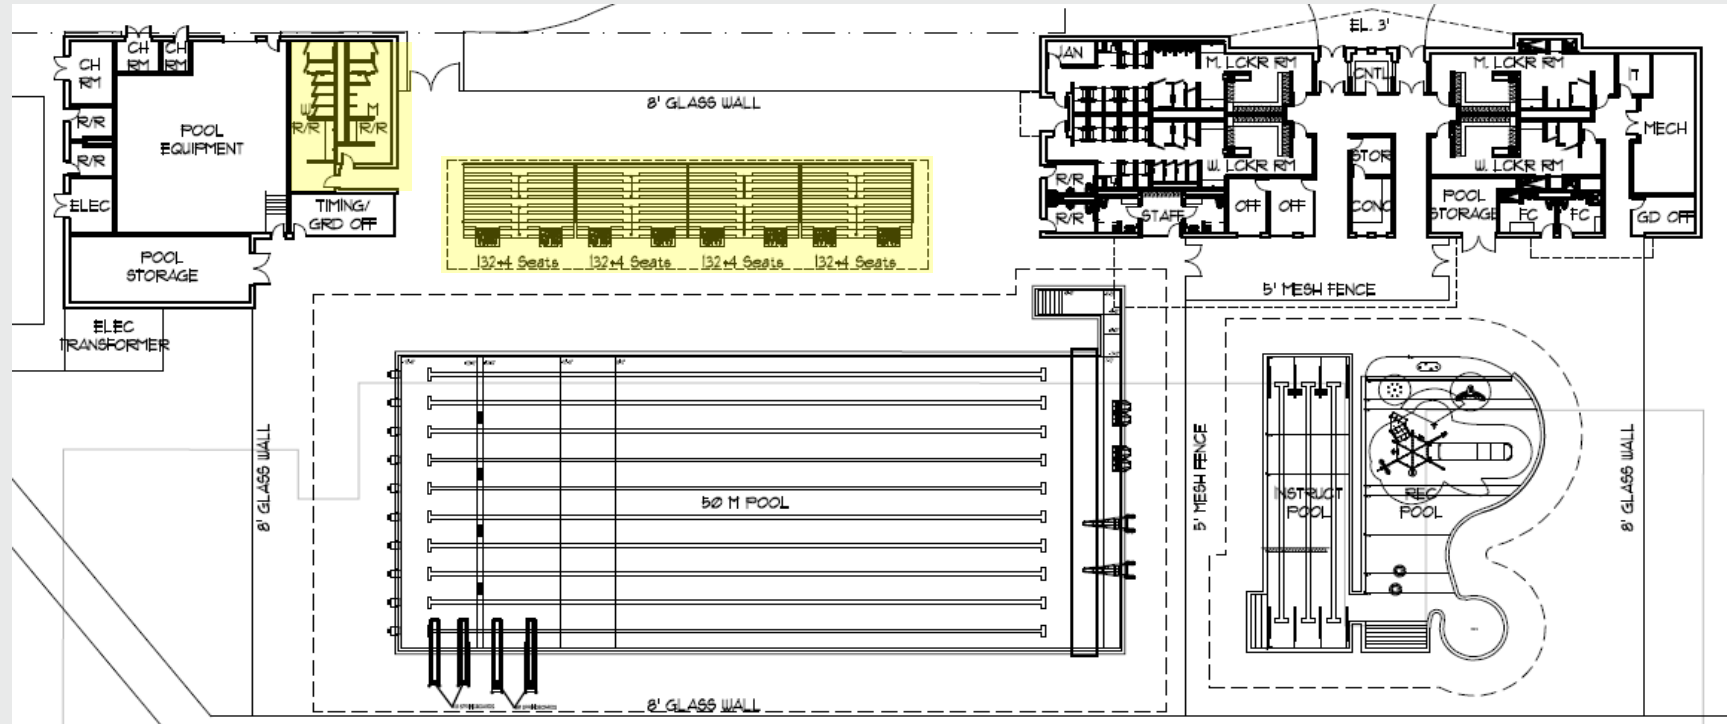 EL. 3'
CH
RM
CH
RM
CH
RM
R/R
R/R
ELEC
POOL
EQUIPMENT
W
R/R
M
R/R
TIMING/
GRD OFF
POOL
STORAGE
ELEC
TRANSFORMER
8' GLASS WALL
132+4 Seats
132+4 Seats
132+4 Seats
132+4 Seats
JAN
M. LCKR RM
W. LCKR RM
R/R
R/R
STAFF
OFF
OFF
CNTL
STOR
CONC
M. LCKR RM
W. LCKR RM
IT
MECH
POOL
STORAGE
FC
FC
GD OFF
5' MESH FENCE
8' GLASS WALL
50 M POOL
5' MESH FENCE
INSTRUCT
POOL
REC
POOL
8' GLASS WALL
8' GLASS WALL